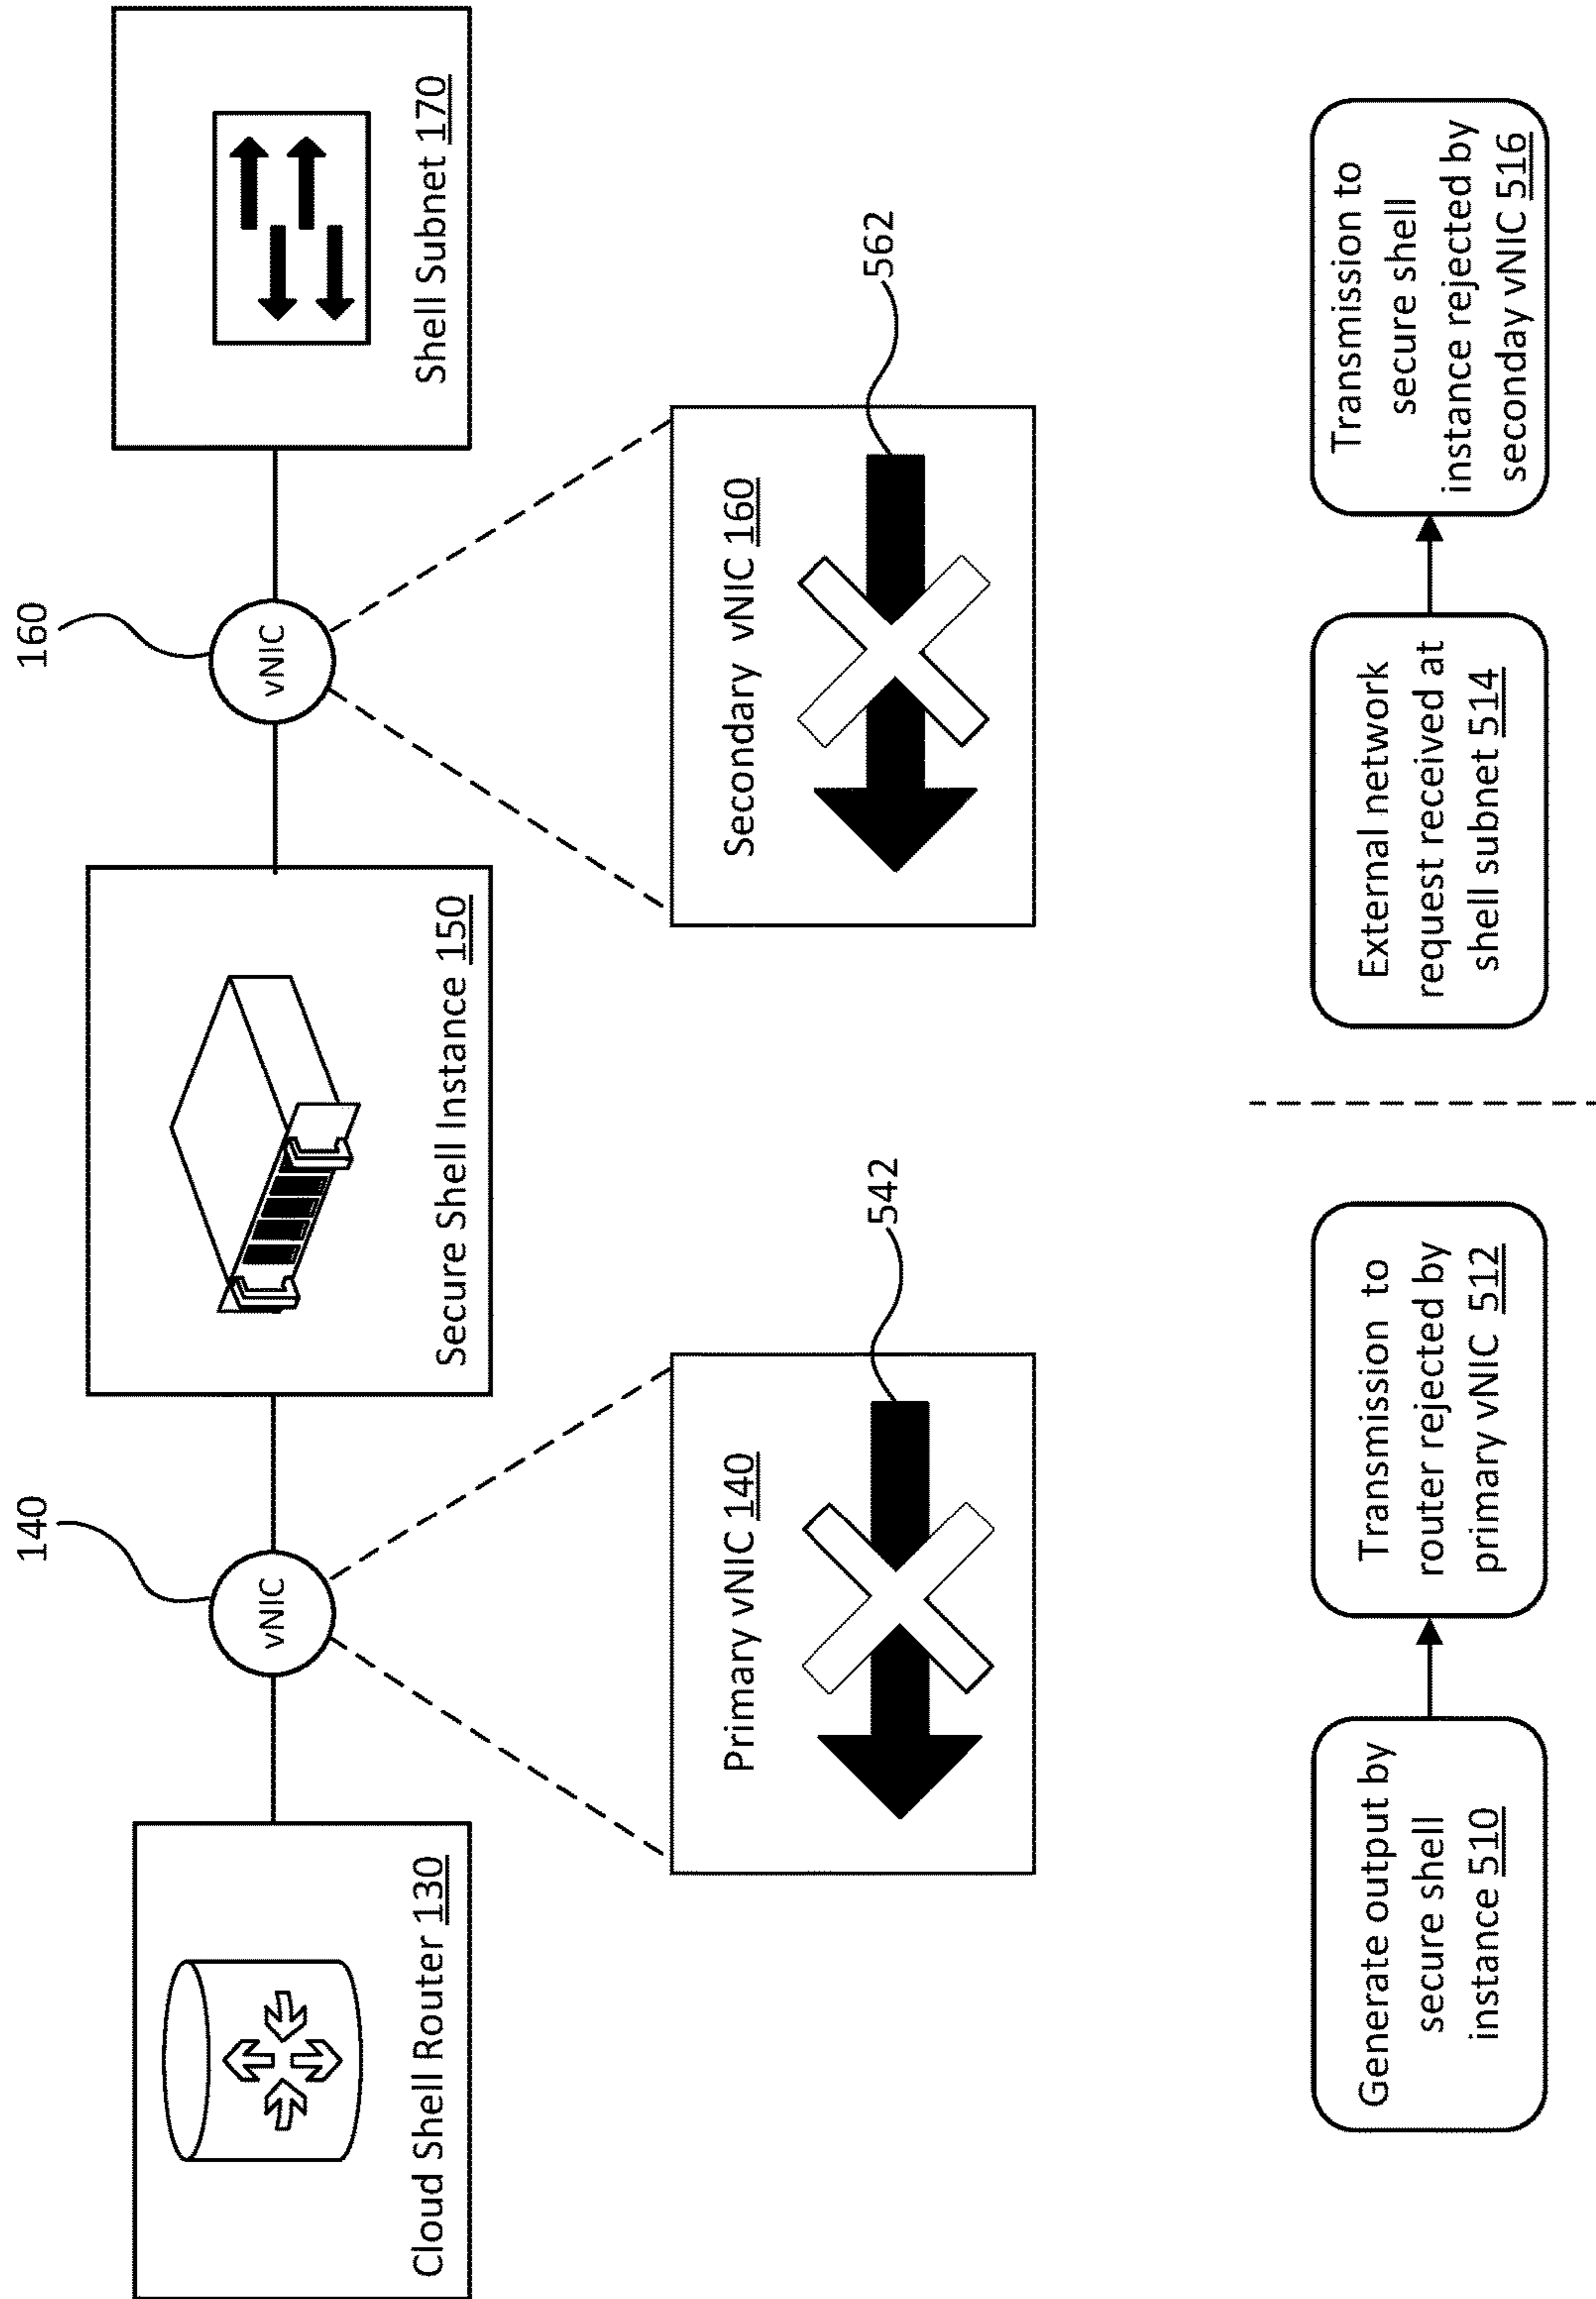 140
160
vNIC
vNIC
Cloud Shell Router 130
Secure Shell Instance 150
Shell Subnet 170
Primary vNIC 140
Secondary vNIC 160
542
562
Generate output by
secure shell
instance 510
Transmission to
router rejected by
primary vNIC 512
External network
request received at
shell subnet 514
Transmission to
secure shell
instance rejected by
seconday vNIC 516